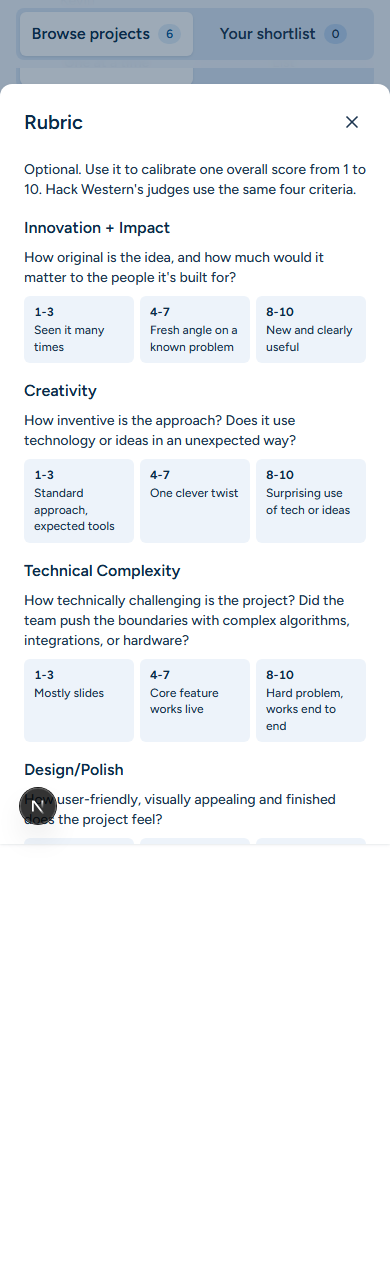 Browse projects 6 Your shortlist 0
Rubric
Optional. Use it to calibrate one overall score from 1 to
10. Hack Western's judges use the same four criteria.
Innovation + Impact
How original is the idea, and how much would it
matter to the people it's built for?
1-3
Seen it many
times
4-7
Fresh angle on a
known problem
8-10
New and clearly
useful
Creativity
How inventive is the approach? Does it use
technology or ideas in an unexpected way?
1-3
Standard
approach,
expected tools
4-7
One clever twist
8-10
Surprising use
of tech or ideas
Technical Complexity
How technically challenging is the project? Did the
team push the boundaries with complex algorithms,
integrations, or hardware?
1-3
Mostly slides
4-7
Core feature
works live
8-10
Hard problem,
works end to
end
Design/Polish
How user-friendly, visually appealing and finished
does the project feel?
N